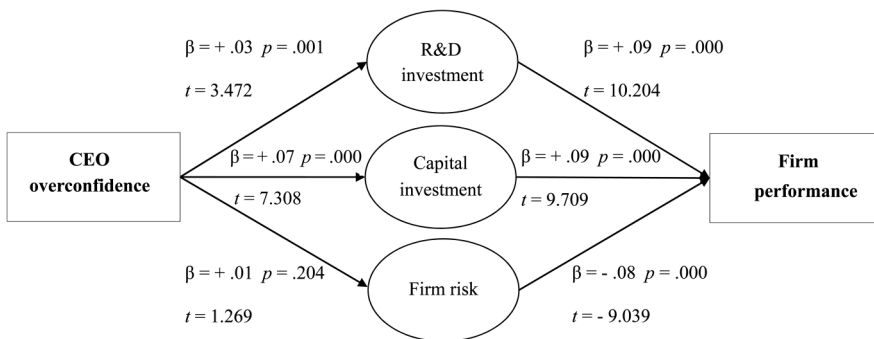 β = + .03 p = .001
t = 3.472
R&D
investment
β = + .09 p = .000
t = 10.204
CEO
overconfidence
β = + .07 p = .000
t = 7.308
Capital
investment
β = + .09 p = .000
t = 9.709
Firm
performance
β = + .01 p = .204
t = 1.269
Firm risk
β = - .08 p = .000
t = - 9.039